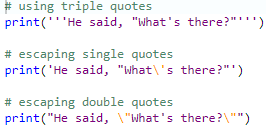 # using triple quotes
print('''He said, "What's there?"''')
# escaping single quotes
print('He said, "What\'s there?"')
# escaping double quotes
print("He said, \"What's there?\"")